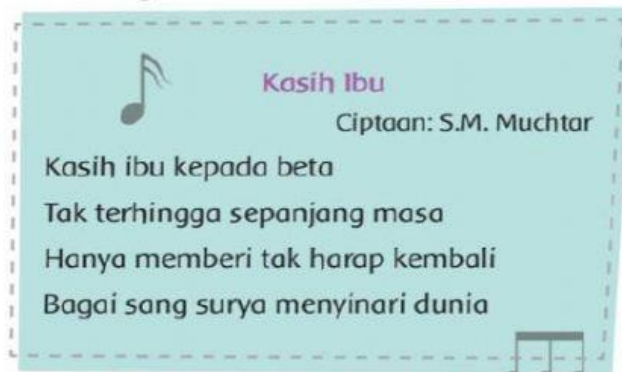 Kasih Ibu
Ciptaan: S.M. Muchtar
Kasih ibu kepada beta
Tak terhingga sepanjang masa
Hanya memberi tak harap kembali
Bagai sang surya menyinari dunia